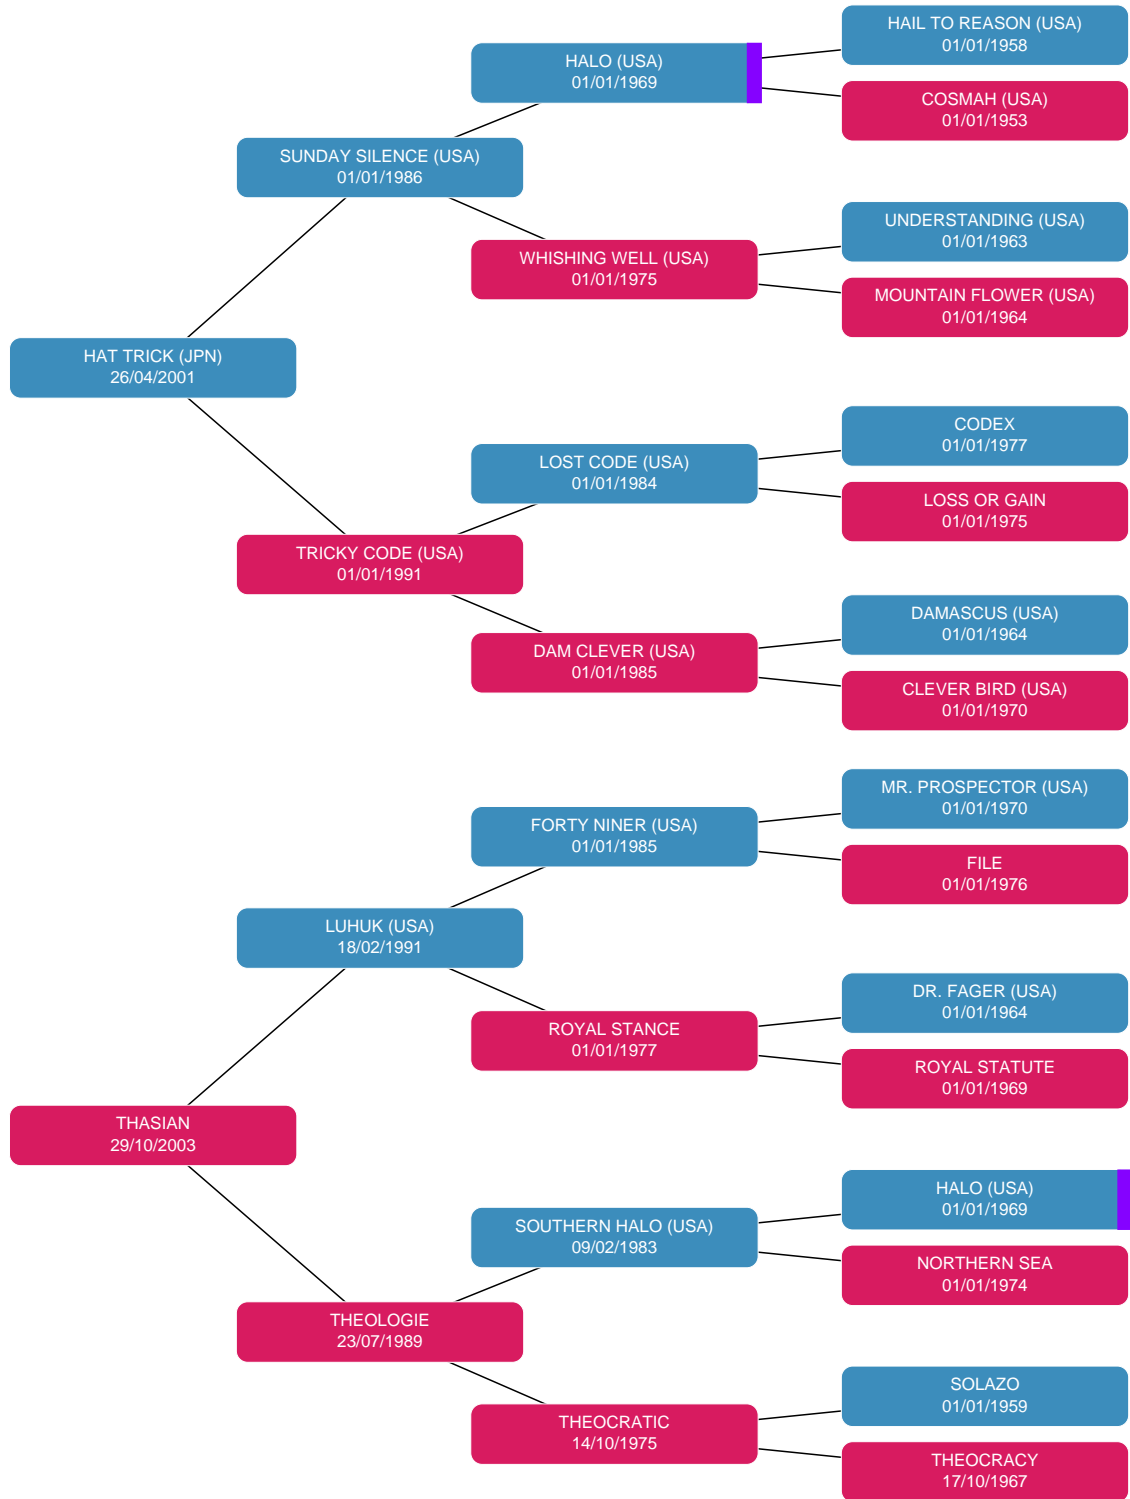 HAIL TO REASON (USA)
01/01/1958
HALO (USA)
01/01/1969
COSMAH (USA)
01/01/1953
SUNDAY SILENCE (USA)
01/01/1986
UNDERSTANDING (USA)
01/01/1963
WHISHING WELL (USA)
01/01/1975
MOUNTAIN FLOWER (USA)
01/01/1964
HAT TRICK (JPN)
26/04/2001
CODEX
01/01/1977
LOST CODE (USA)
01/01/1984
LOSS OR GAIN
01/01/1975
TRICKY CODE (USA)
01/01/1991
DAMASCUS (USA)
01/01/1964
DAM CLEVER (USA)
01/01/1985
CLEVER BIRD (USA)
01/01/1970
MR. PROSPECTOR (USA)
01/01/1970
FORTY NINER (USA)
01/01/1985
FILE
01/01/1976
LUHUK (USA)
18/02/1991
DR. FAGER (USA)
01/01/1964
ROYAL STANCE
01/01/1977
ROYAL STATUTE
01/01/1969
THASIAN
29/10/2003
HALO (USA)
01/01/1969
SOUTHERN HALO (USA)
09/02/1983
NORTHERN SEA
01/01/1974
THEOLOGIE
23/07/1989
SOLAZO
01/01/1959
THEOCRATIC
14/10/1975
THEOCRACY
17/10/1967